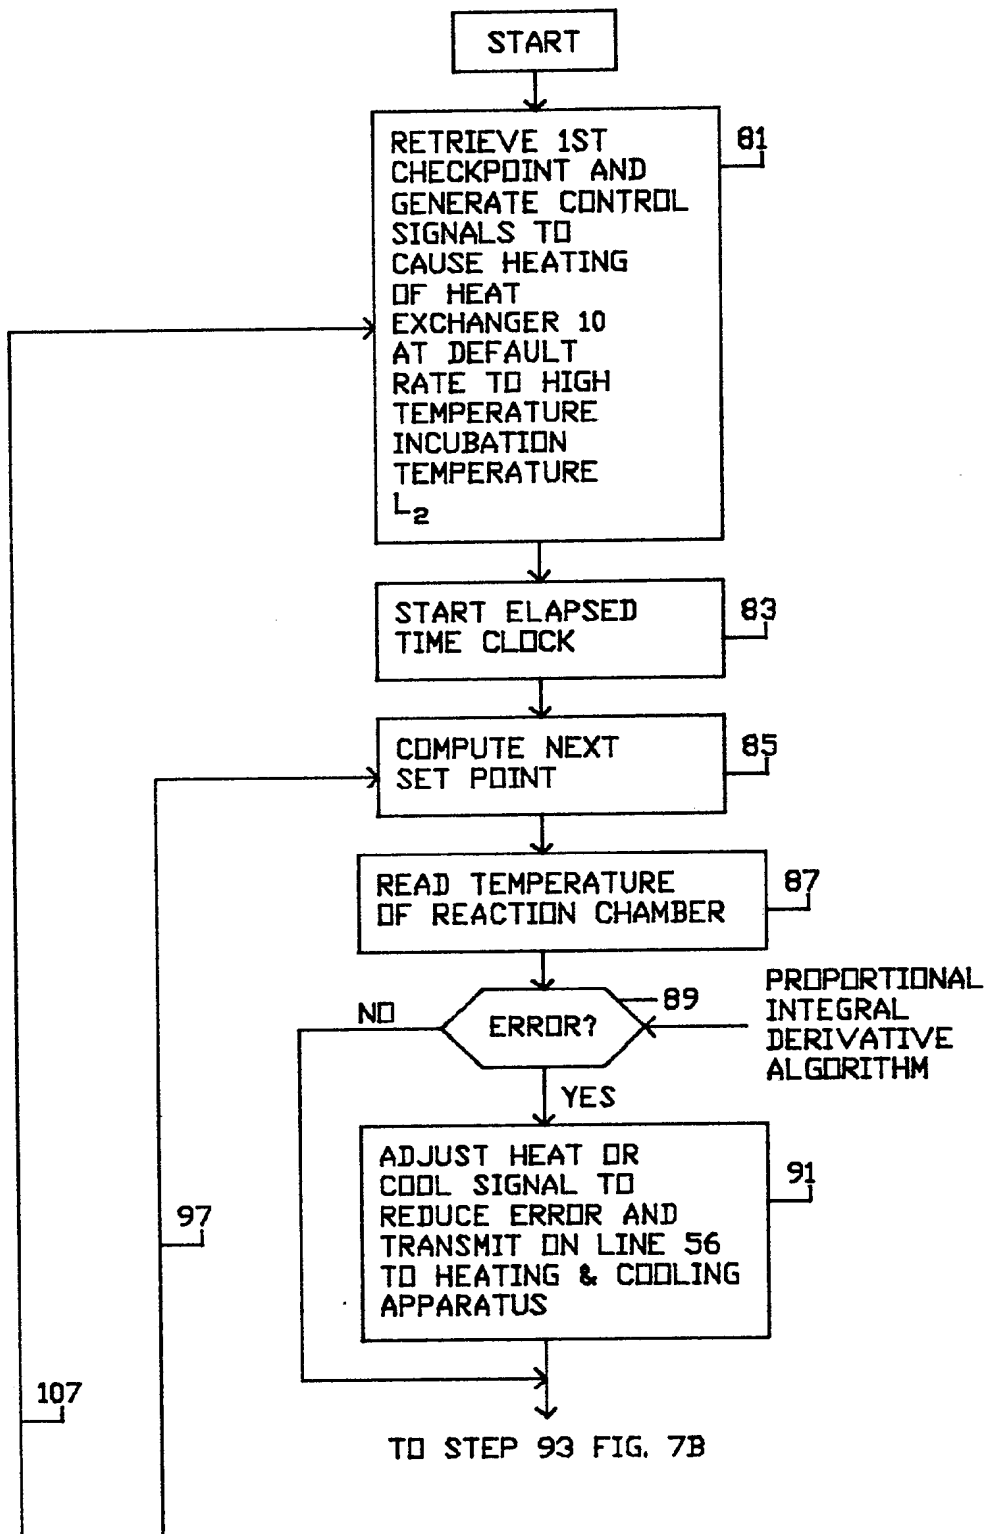 START
RETRIEVE 1ST
CHECKPOINT AND
GENERATE CONTROL
SIGNALS TO
CAUSE HEATING
OF HEAT
EXCHANGER 10
AT DEFAULT
RATE TO HIGH
TEMPERATURE
INCUBATION
TEMPERATURE
L₂
81
START ELAPSED
TIME CLOCK
83
COMPUTE NEXT
SET POINT
85
READ TEMPERATURE
OF REACTION CHAMBER
87
ERROR?
89
NO
YES
PROPORTIONAL
INTEGRAL
DERIVATIVE
ALGORITHM
ADJUST HEAT OR
COOL SIGNAL TO
REDUCE ERROR AND
TRANSMIT ON LINE 56
TO HEATING & COOLING
APPARATUS
91
97
107
TO STEP 93 FIG. 7B